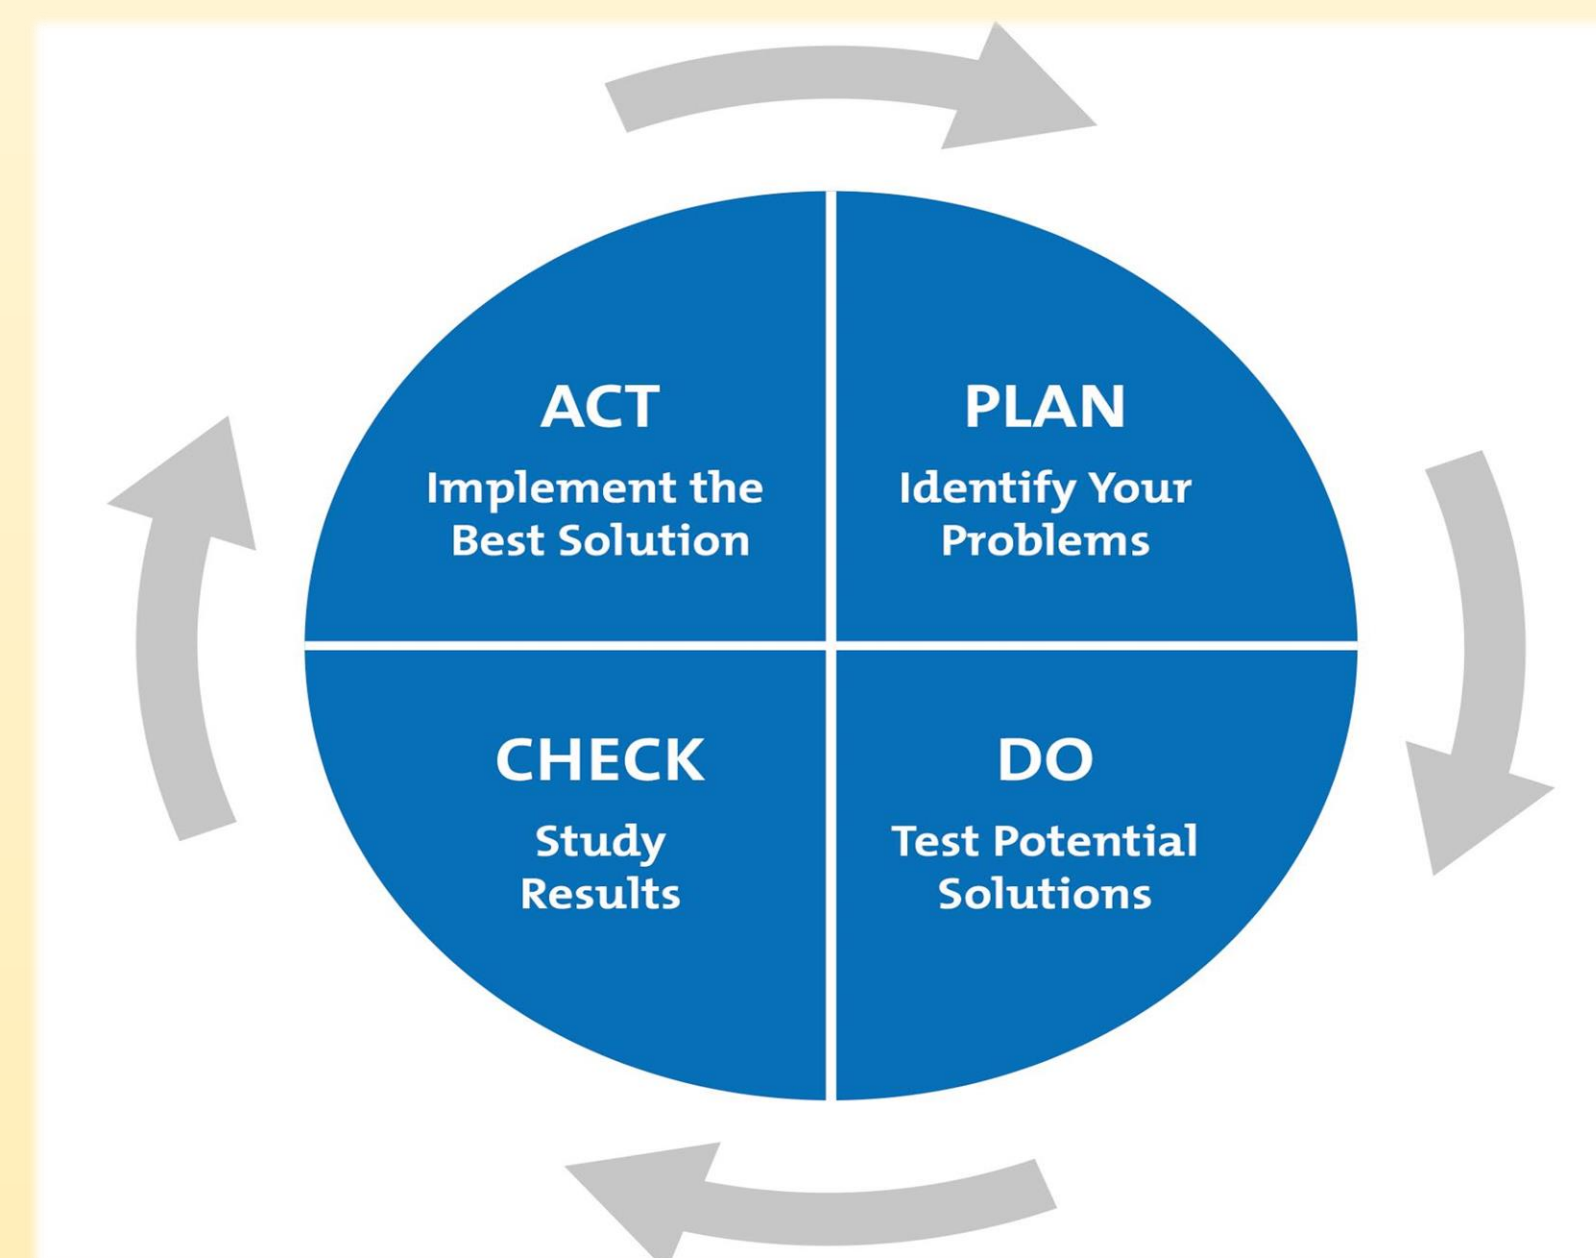 ACT
Implement the
Best Solution
PLAN
Identify Your
Problems
CHECK
Study
Results
DO
Test Potential
Solutions